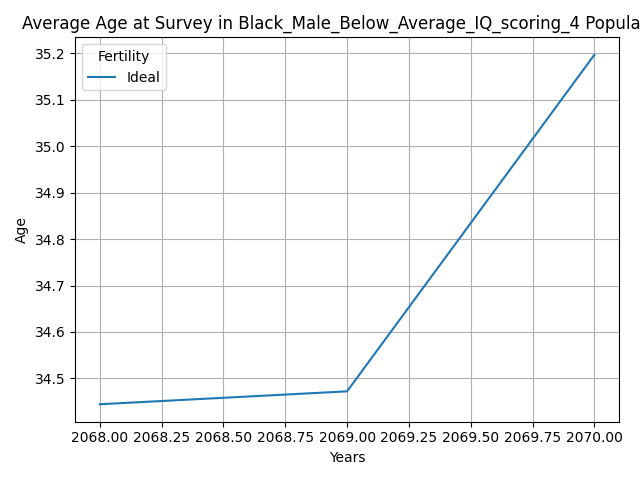 Average Age at Survey in Black_Male_Below_Average_IQ_scoring_4 Popula
Fertility
Ideal
35.2
35.1
35.0
34.9
34.8
34.7
34.6
34.5
Age
2068.00 2068.25 2068.50 2068.75 2069.00 2069.25 2069.50 2069.75 2070.00
Years